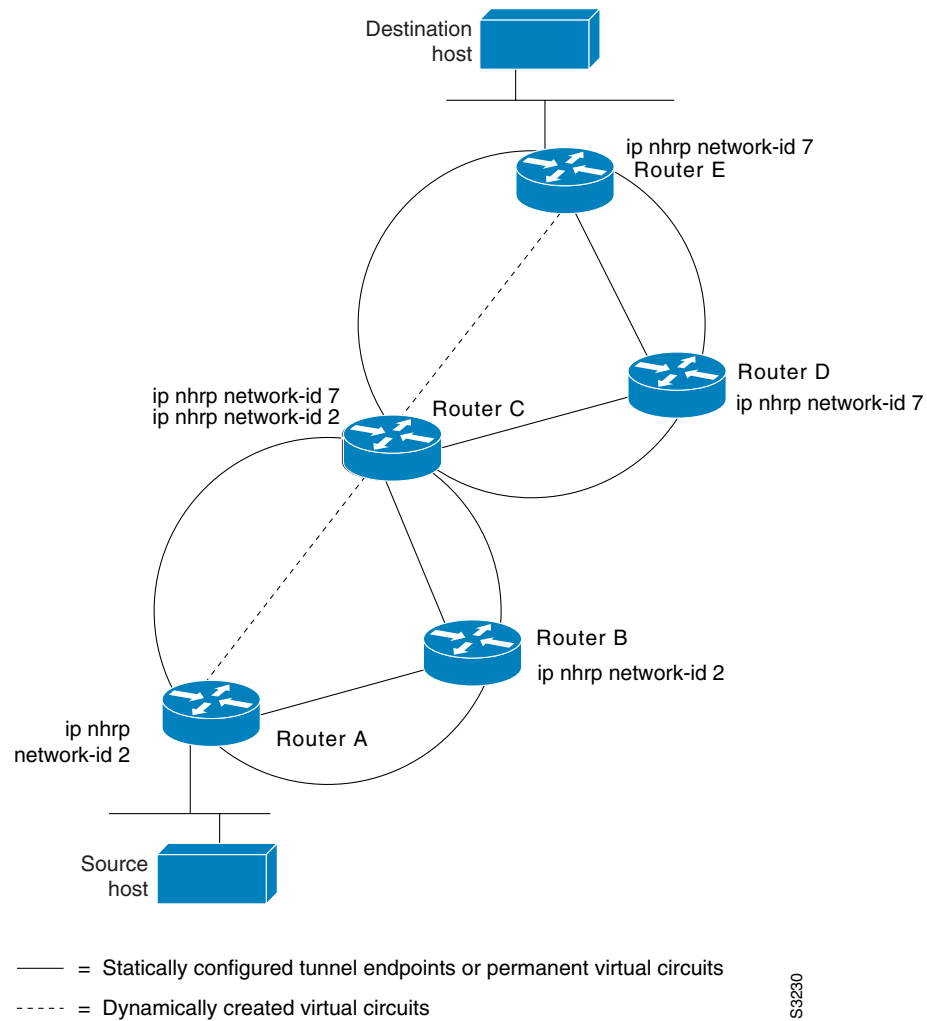 Destination
host
ip nhrp network-id 7
Router E
Router D
ip nhrp network-id 7
ip nhrp network-id 7
ip nhrp network-id 2
Router C
Router B
ip nhrp network-id 2
ip nhrp
network-id 2
Router A
Source
host
= Statically configured tunnel endpoints or permanent virtual circuits
= Dynamically created virtual circuits
S3230